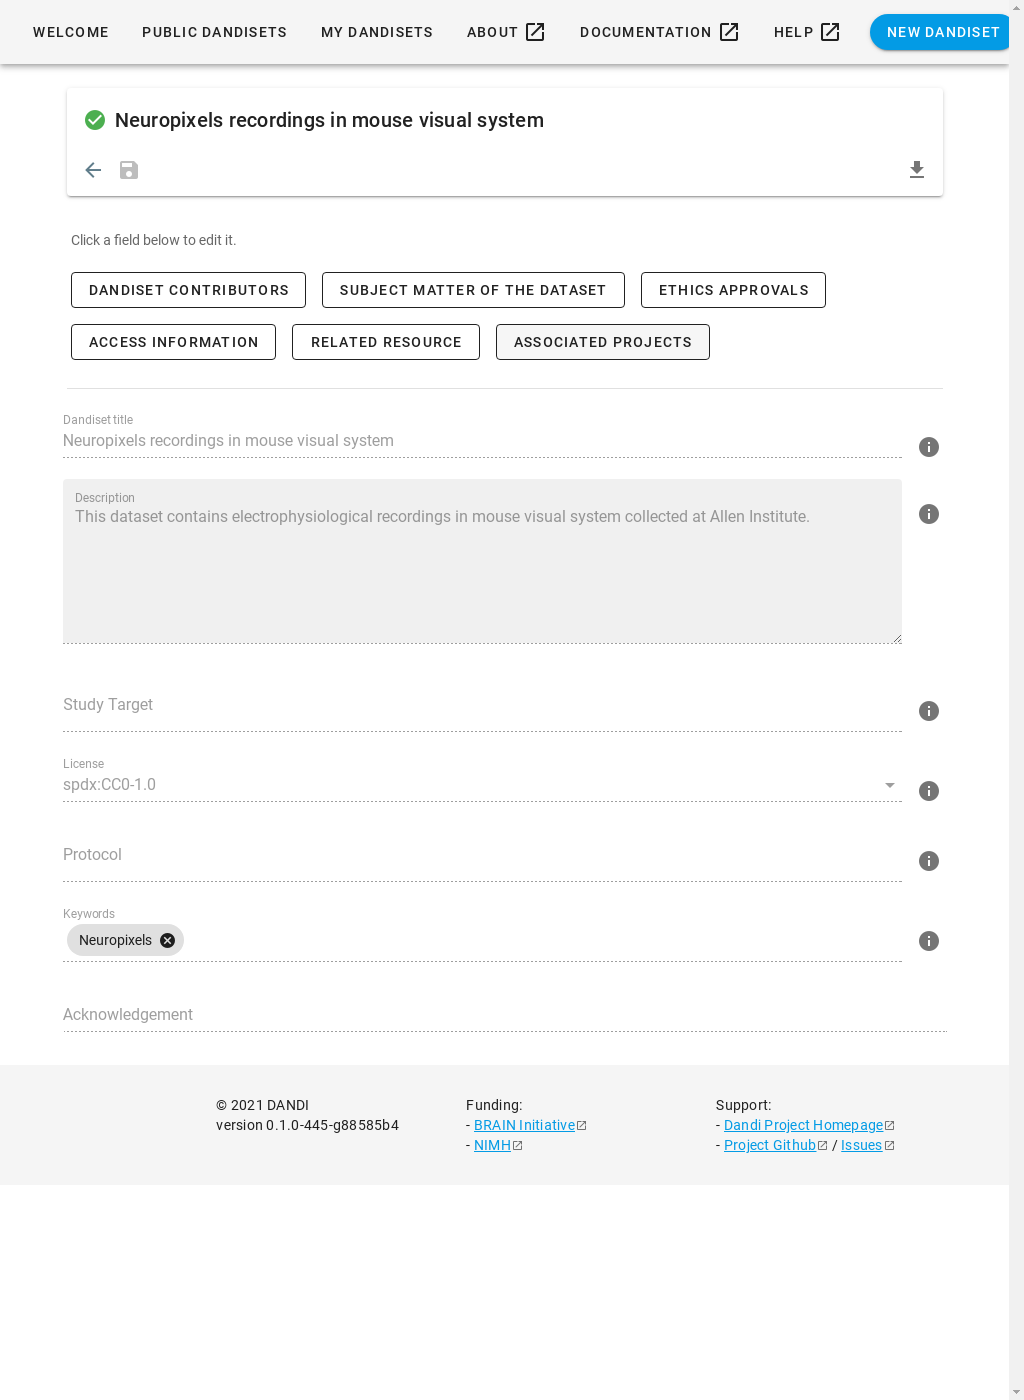 WELCOME PUBLIC DANDISETS MY DANDISETS ABOUT DOCUMENTATION HELP NEW DANDISET
Neuropixels recordings in mouse visual system
Click a field below to edit it.
DANDISET CONTRIBUTORS SUBJECT MATTER OF THE DATASET ETHICS APPROVALS
ACCESS INFORMATION RELATED RESOURCE ASSOCIATED PROJECTS
Dandiset title
Neuropixels recordings in mouse visual system
Description
This dataset contains electrophysiological recordings in mouse visual system collected at Allen Institute.
Study Target
License
spdx:CC0-1.0
Protocol
Keywords
Neuropixels
Acknowledgement
© 2021 DANDI
version 0.1.0-445-g88585b4
Funding:
- BRAIN Initiative
- NIMH
Support:
- Dandi Project Homepage
- Project Github / Issues